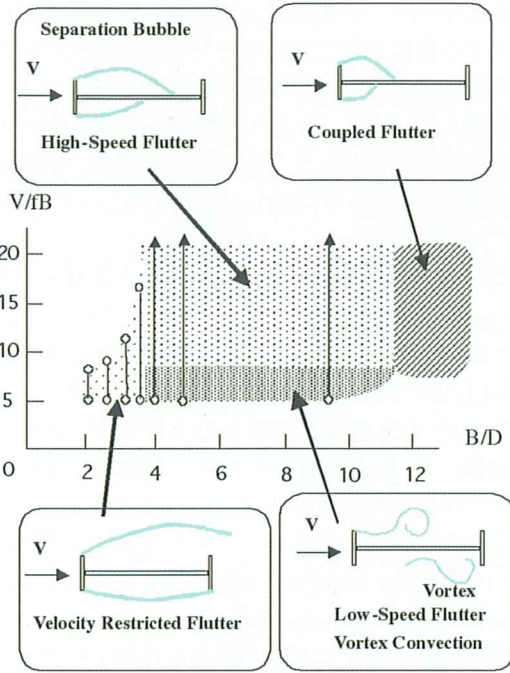 Separation Bubble
V
High-Speed Flutter
V
Coupled Flutter
V/fB
20
15
10
5
0
2
4
6
8
10
12
B/D
V
Velocity Restricted Flutter
V
Vortex
Low-Speed Flutter
Vortex Convection